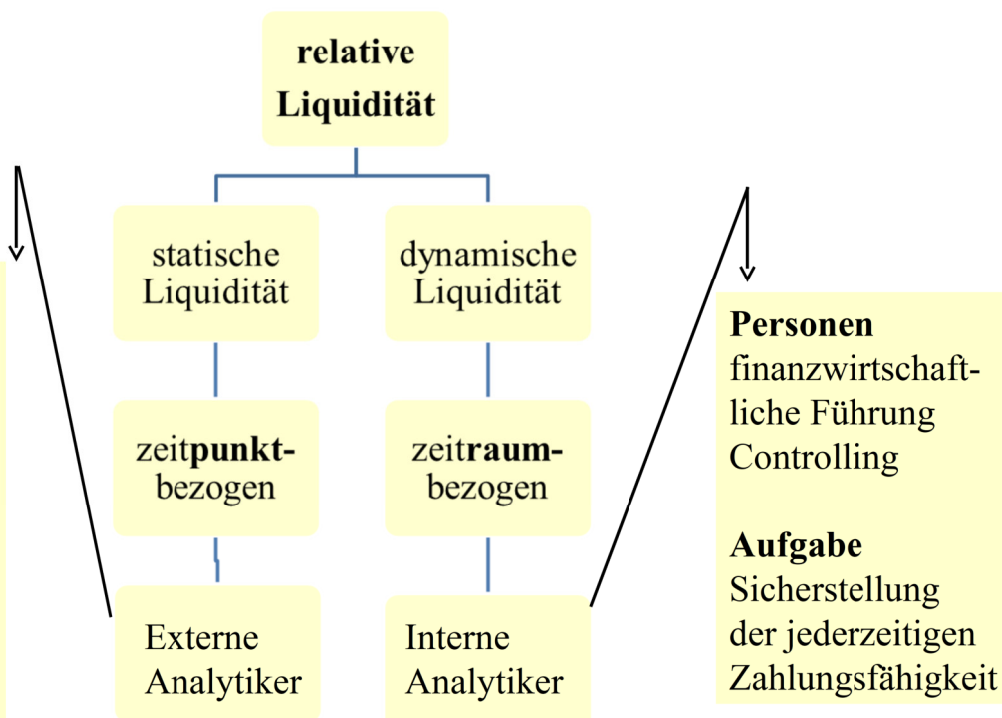 relative
Liquidität
statische
Liquidität
dynamische
Liquidität
zeitpunkt-
bezogen
zeitraum-
bezogen
Externe
Analytiker
Interne
Analytiker
Personen
finanzwirtschaft-
liche Führung
Controlling
Aufgabe
Sicherstellung
der jederzeitigen
Zahlungsfähigkeit